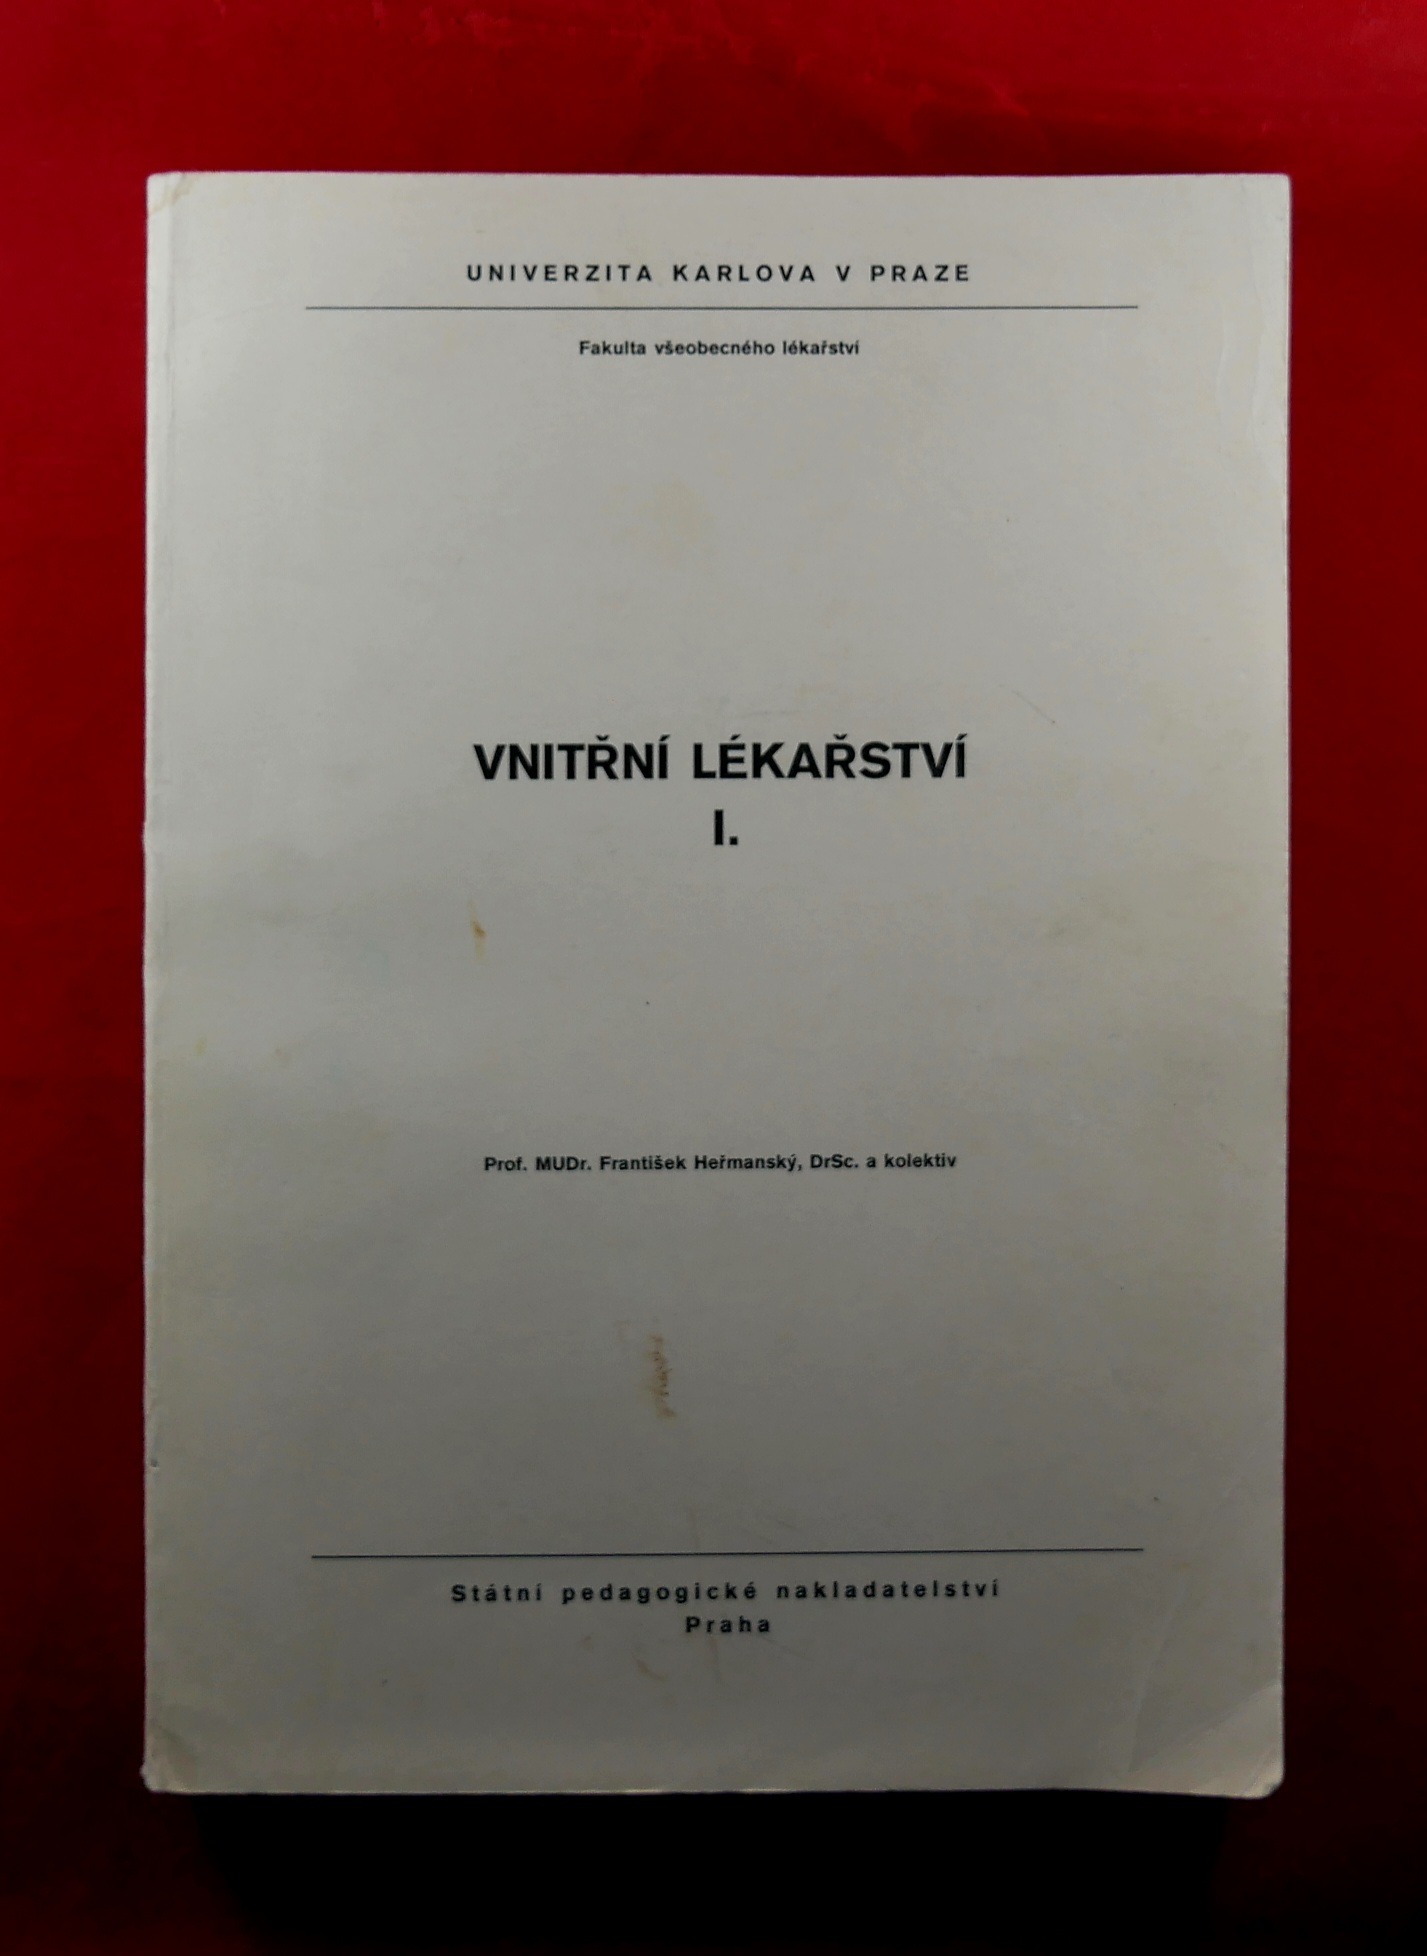 UNIVERZITA KARLOVA V PRAZE
Fakulta všeobecného lékařství
VNITŘNÍ LÉKAŘSTVÍ
I.
Prof. MUDr. František Heřmanský, DrSc. a kolektiv
Státní pedagogické nakladatelství
Praha